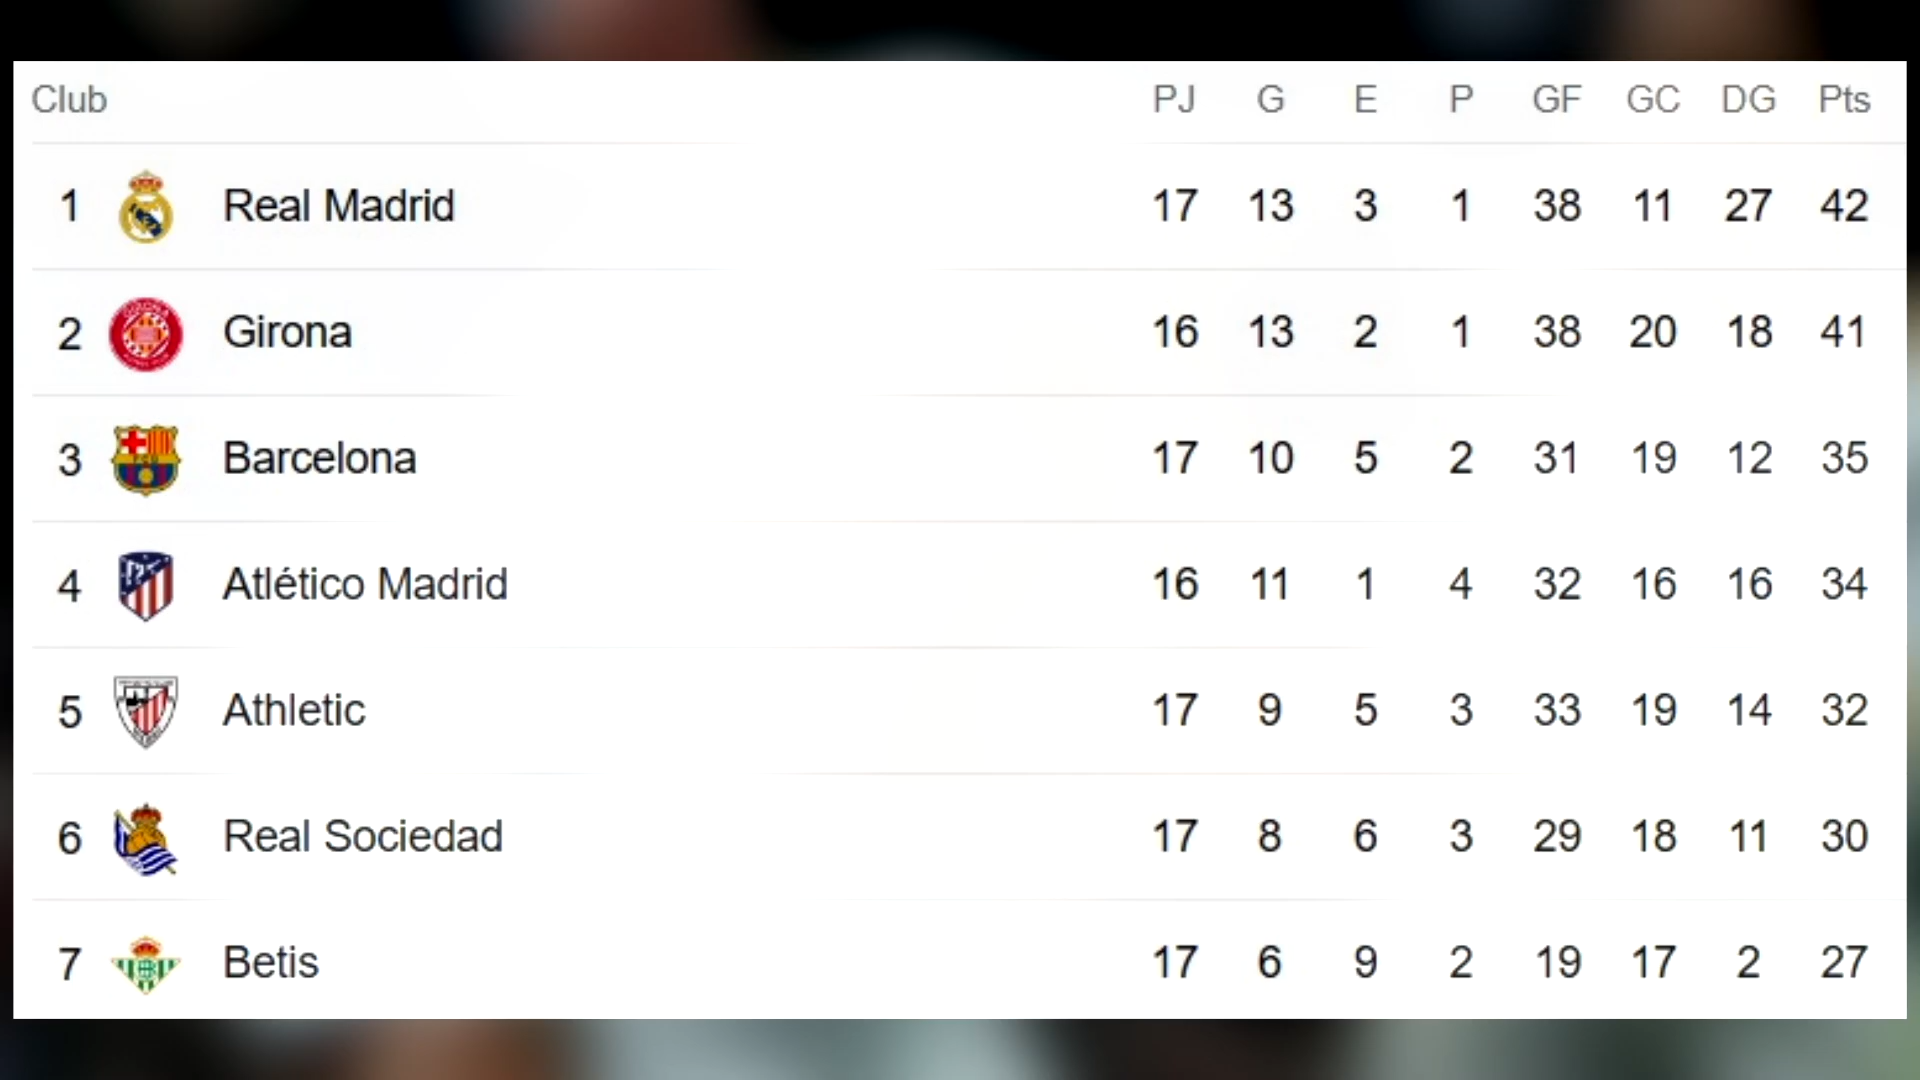 Club PJ G E P GF GC DG Pts
1 Real Madrid 17 13 3 1 38 11 27 42
2 Girona 16 13 2 1 38 20 18 41
3 Barcelona 17 10 5 2 31 19 12 35
4 Atlético Madrid 16 11 1 4 32 16 16 34
5 Athletic 17 9 5 3 33 19 14 32
6 Real Sociedad 17 8 6 3 29 18 11 30
7 Betis 17 6 9 2 19 17 2 27